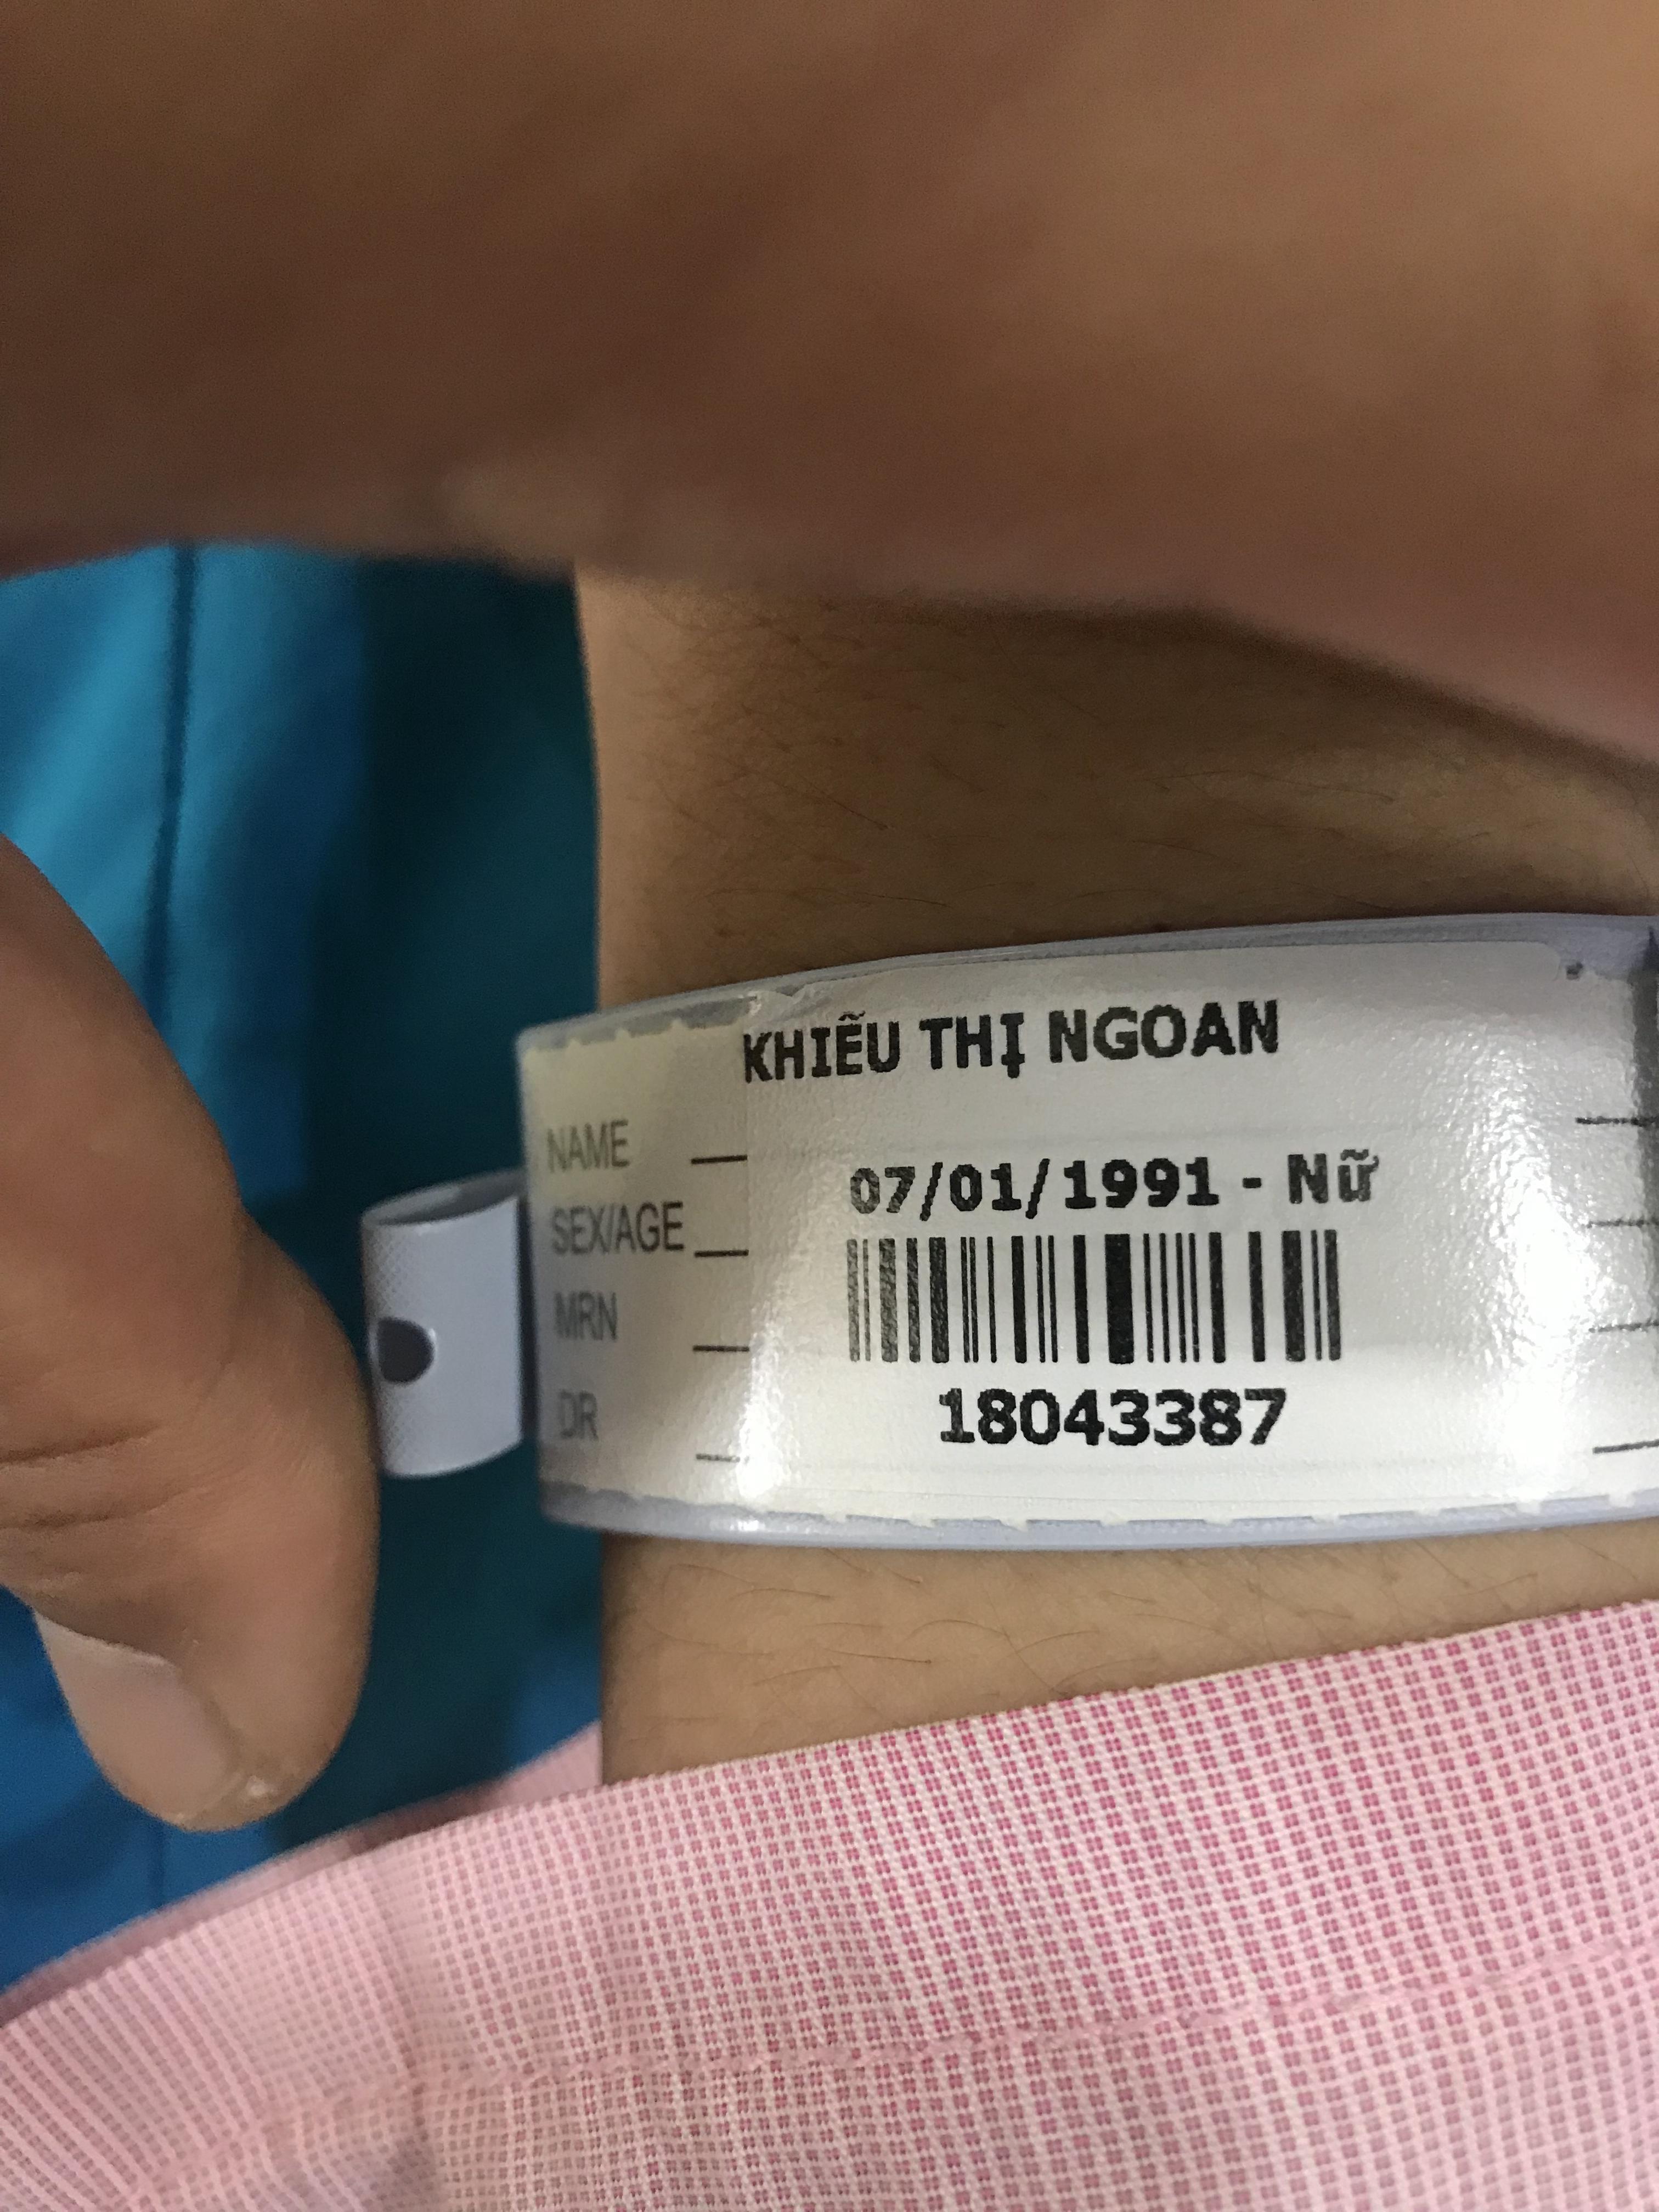 KHIẾU THỊ NGOAN
NAME
07/01/1991 - Nữ
SEX/AGE
MRN
18043387
DR